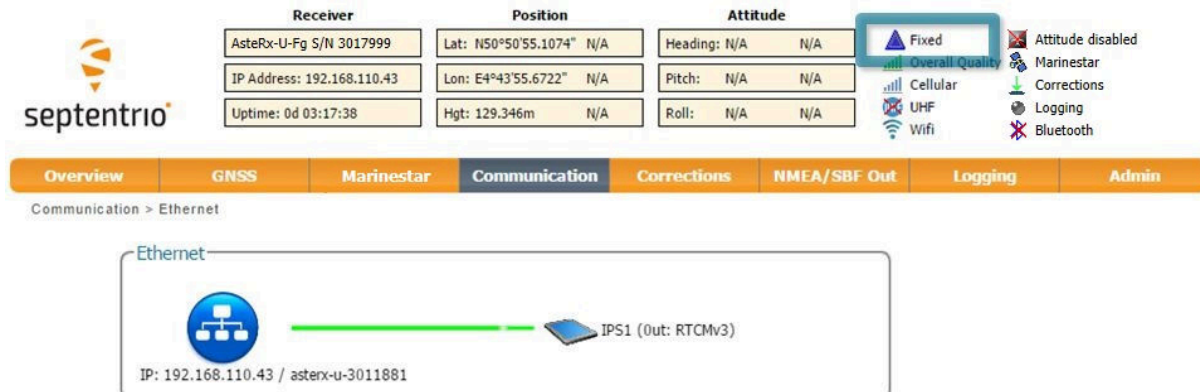 Receiver
Position
Attitude
AsteRx-U-Fg S/N 3017999
Lat: N50°50'55.1074" N/A
Heading: N/A N/A
Fixed
Attitude disabled
Overall Quality
Marinestar
IP Address: 192.168.110.43
Lon: E4°43'55.6722" N/A
Pitch: N/A N/A
Cellular
Corrections
septentrio
Uptime: 0d 03:17:38
Hgt: 129.346m N/A
Roll: N/A N/A
UHF
Logging
Wifi
Bluetooth
Overview GNSS Marinestar Communication Corrections NMEA/SBF Out Logging Admin
Communication > Ethernet
Ethernet
IPS1 (Out: RTCMv3)
IP: 192.168.110.43 / asterx-u-3011881